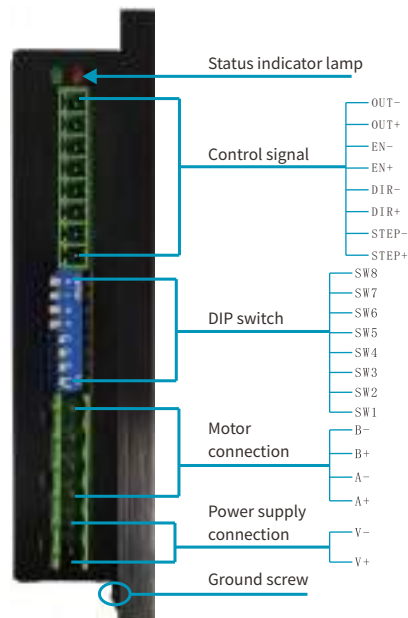 Status indicator lamp
Control signal
OUT-
OUT+
EN-
EN+
DIR-
DIR+
STEP-
STEP+
DIP switch
SW8
SW7
SW6
SW5
SW4
SW3
SW2
SW1
Motor
connection
B-
B+
A-
A+
Power supply
connection
V-
V+
Ground screw